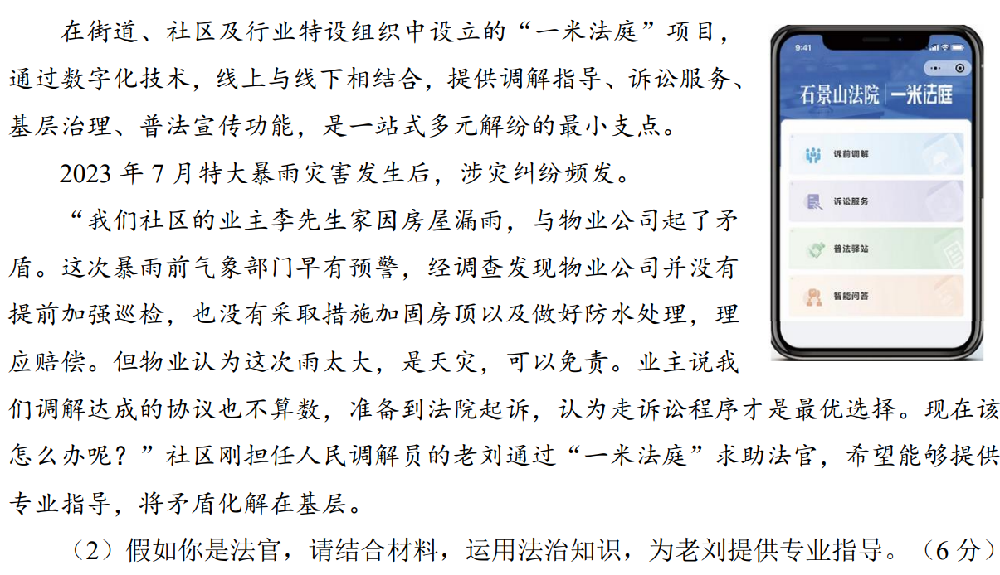 在街道、社区及行业特设组织中设立的“一米法庭”项目，
通过数字化技术，线上与线下相结合，提供调解指导、诉讼服务、
基层治理、普法宣传功能，是一站式多元解纷的最小支点。
2023 年 7 月特大暴雨灾害发生后，涉灾纠纷频发。
“我们社区的业主李先生家因房屋漏雨，与物业公司起了矛
盾。这次暴雨前气象部门早有预警，经调查发现物业公司并没有
提前加强巡检，也没有采取措施加固房顶以及做好防水处理，理
应赔偿。但物业认为这次雨太大，是天灾，可以免责。业主说我
们调解达成的协议也不算数，准备到法院起诉，认为走诉讼程序才是最优选择。现在该
怎么办呢？”社区刚担任人民调解员的老刘通过“一米法庭”求助法官，希望能够提供
专业指导，将矛盾化解在基层。
（2）假如你是法官，请结合材料，运用法治知识，为老刘提供专业指导。（6 分）
9:41
石景山法院 一米法庭
诉前调解
诉讼服务
普法驿站
智能问答